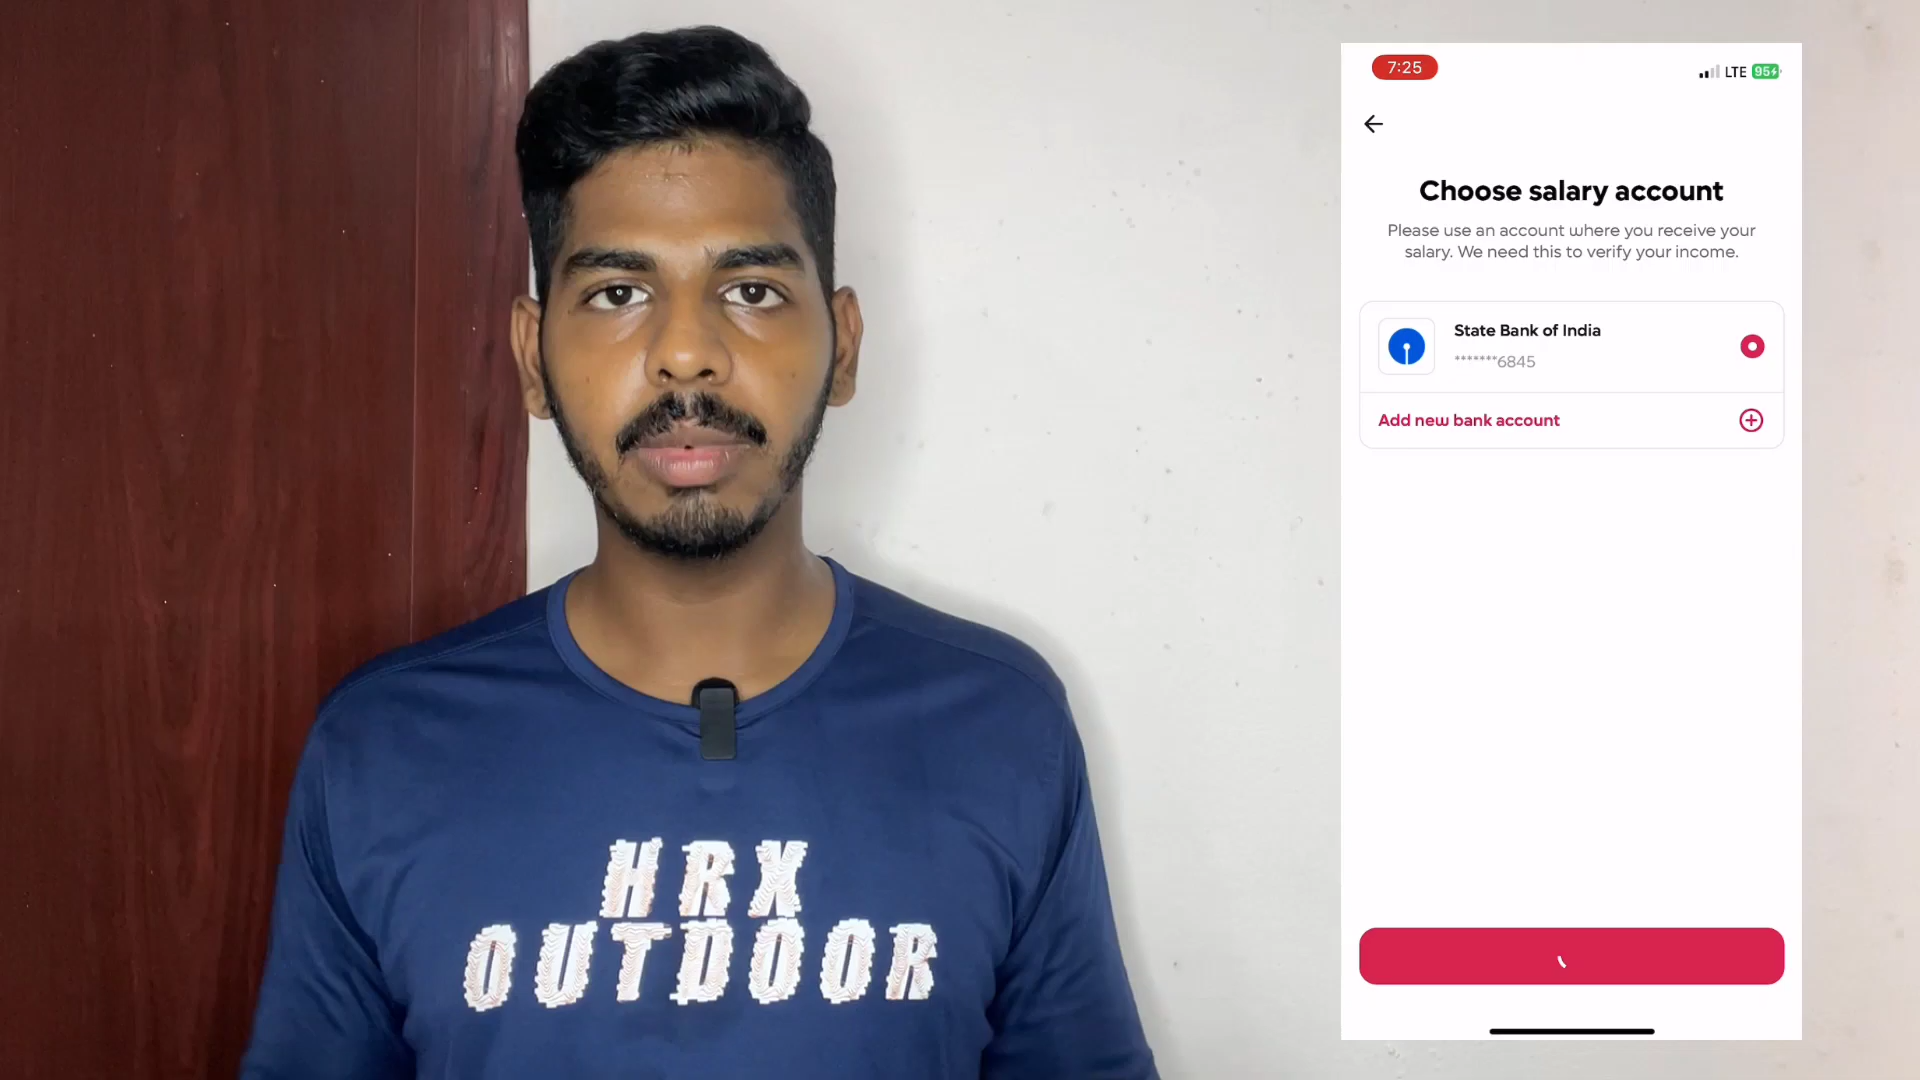 HRX
OUTDOOR
7:25
LTE 95
Choose salary account
Please use an account where you receive your
salary. We need this to verify your income.
State Bank of India
*******6845
Add new bank account